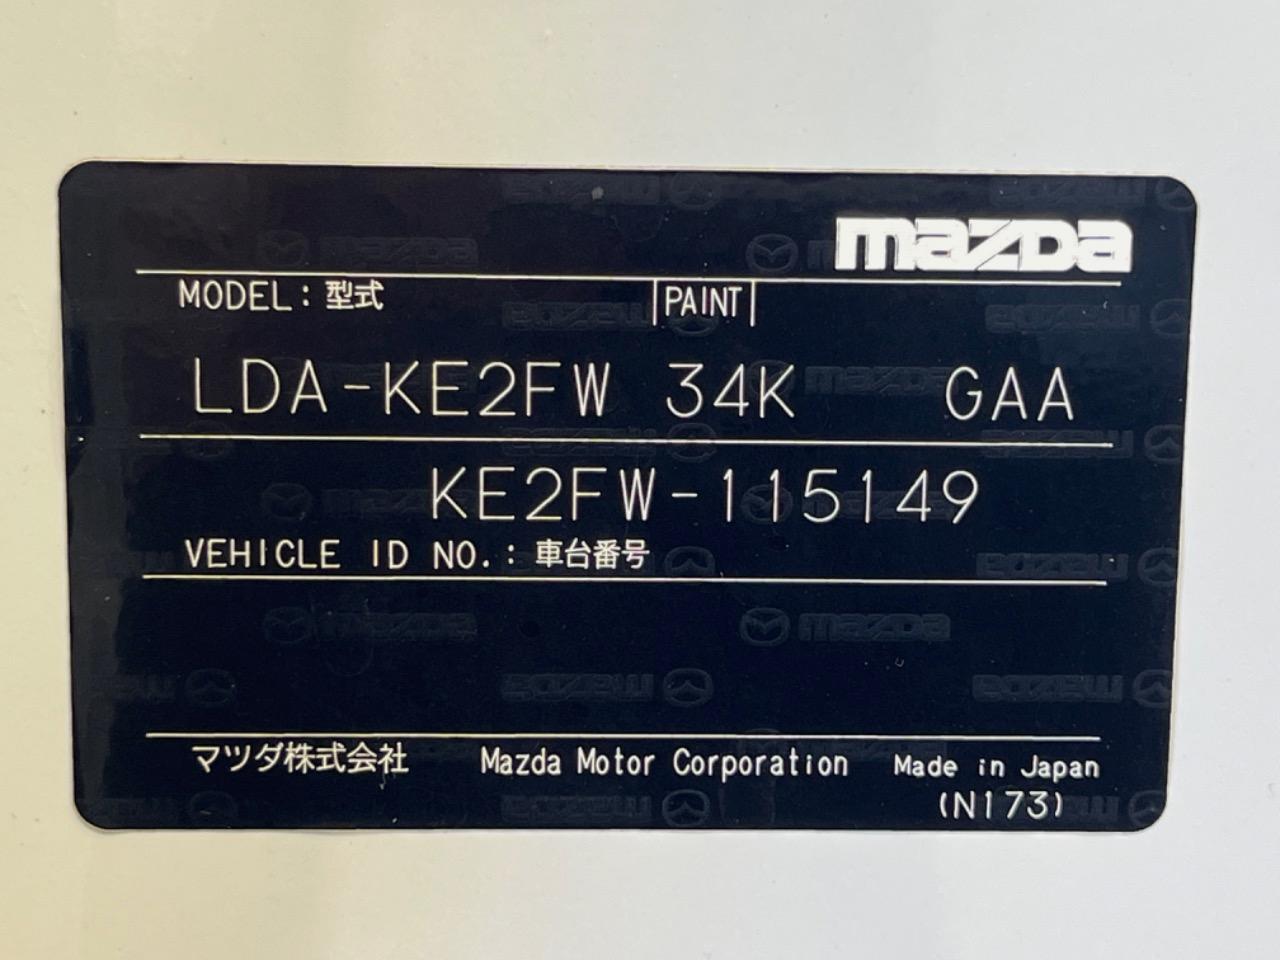 mazda
MODEL: 型式 PAINT
LDA-KE2FW 34K GAA
KE2FW-115149
VEHICLE ID NO.: 車台番号
マツダ株式会社 Mazda Motor Corporation Made in Japan
(N173)